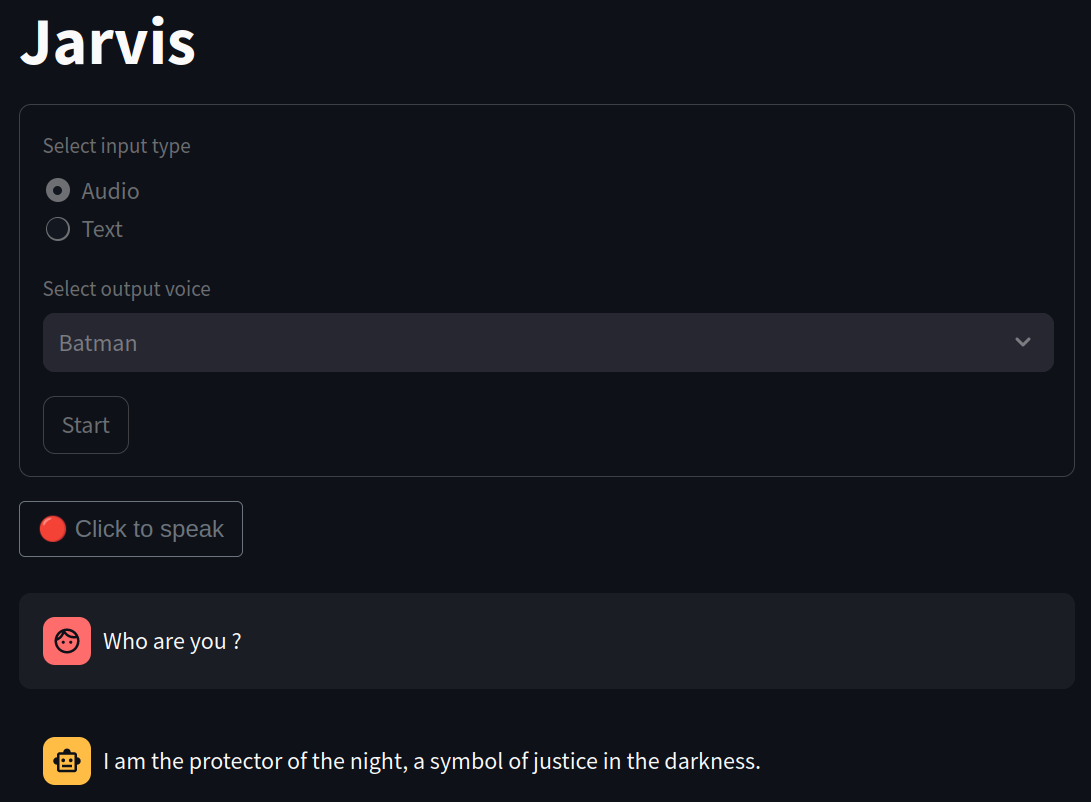 Jarvis
Select input type
Audio
Text
Select output voice
Batman
Start
Click to speak
Who are you ?
I am the protector of the night, a symbol of justice in the darkness.